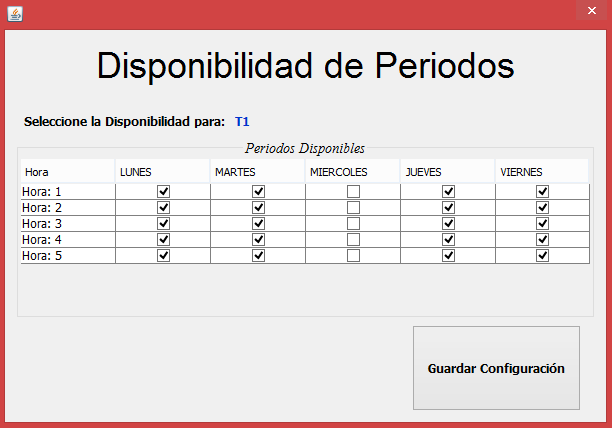 Disponibilidad de Periodos
Seleccione la Disponibilidad para: T1
Periodos Disponibles
Hora LUNES MARTES MIERCOLES JUEVES VIERNES
Hora: 1
Hora: 2
Hora: 3
Hora: 4
Hora: 5
Guardar Configuración